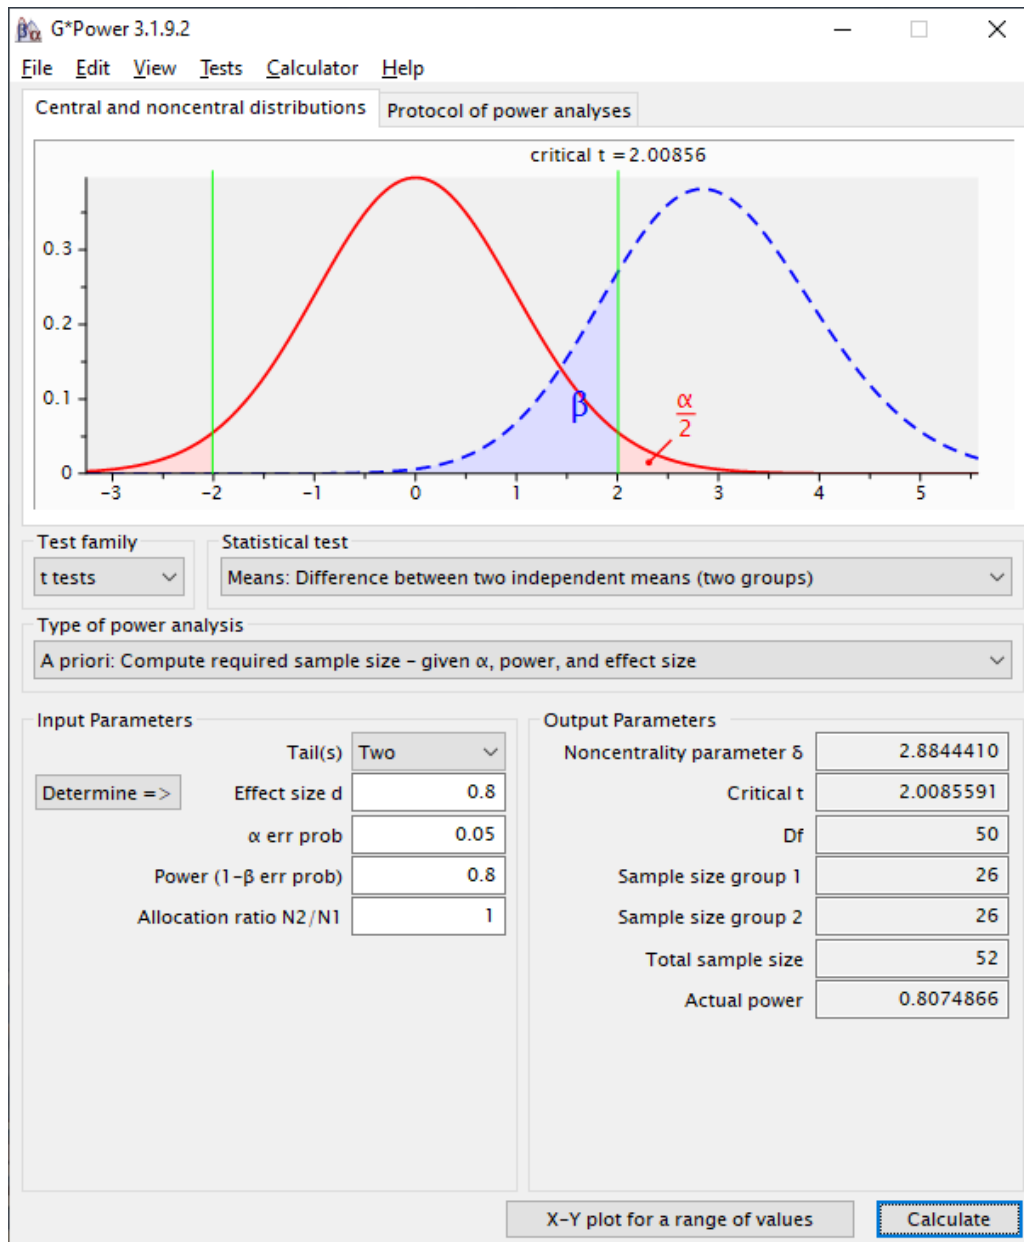 G*Power 3.1.9.2
File Edit View Tests Calculator Help
Central and noncentral distributions Protocol of power analyses
critical t = 2.00856
0.3
0.2
0.1
0
β
α
2
-3 -2 -1 0 1 2 3 4 5
Test family Statistical test
t tests Means: Difference between two independent means (two groups)
Type of power analysis
A priori: Compute required sample size - given α, power, and effect size
Input Parameters
Tail(s) Two
Determine => Effect size d 0.8
α err prob 0.05
Power (1-β err prob) 0.8
Allocation ratio N2/N1 1
Output Parameters
Noncentrality parameter δ 2.8844410
Critical t 2.0085591
Df 50
Sample size group 1 26
Sample size group 2 26
Total sample size 52
Actual power 0.8074866
X-Y plot for a range of values Calculate